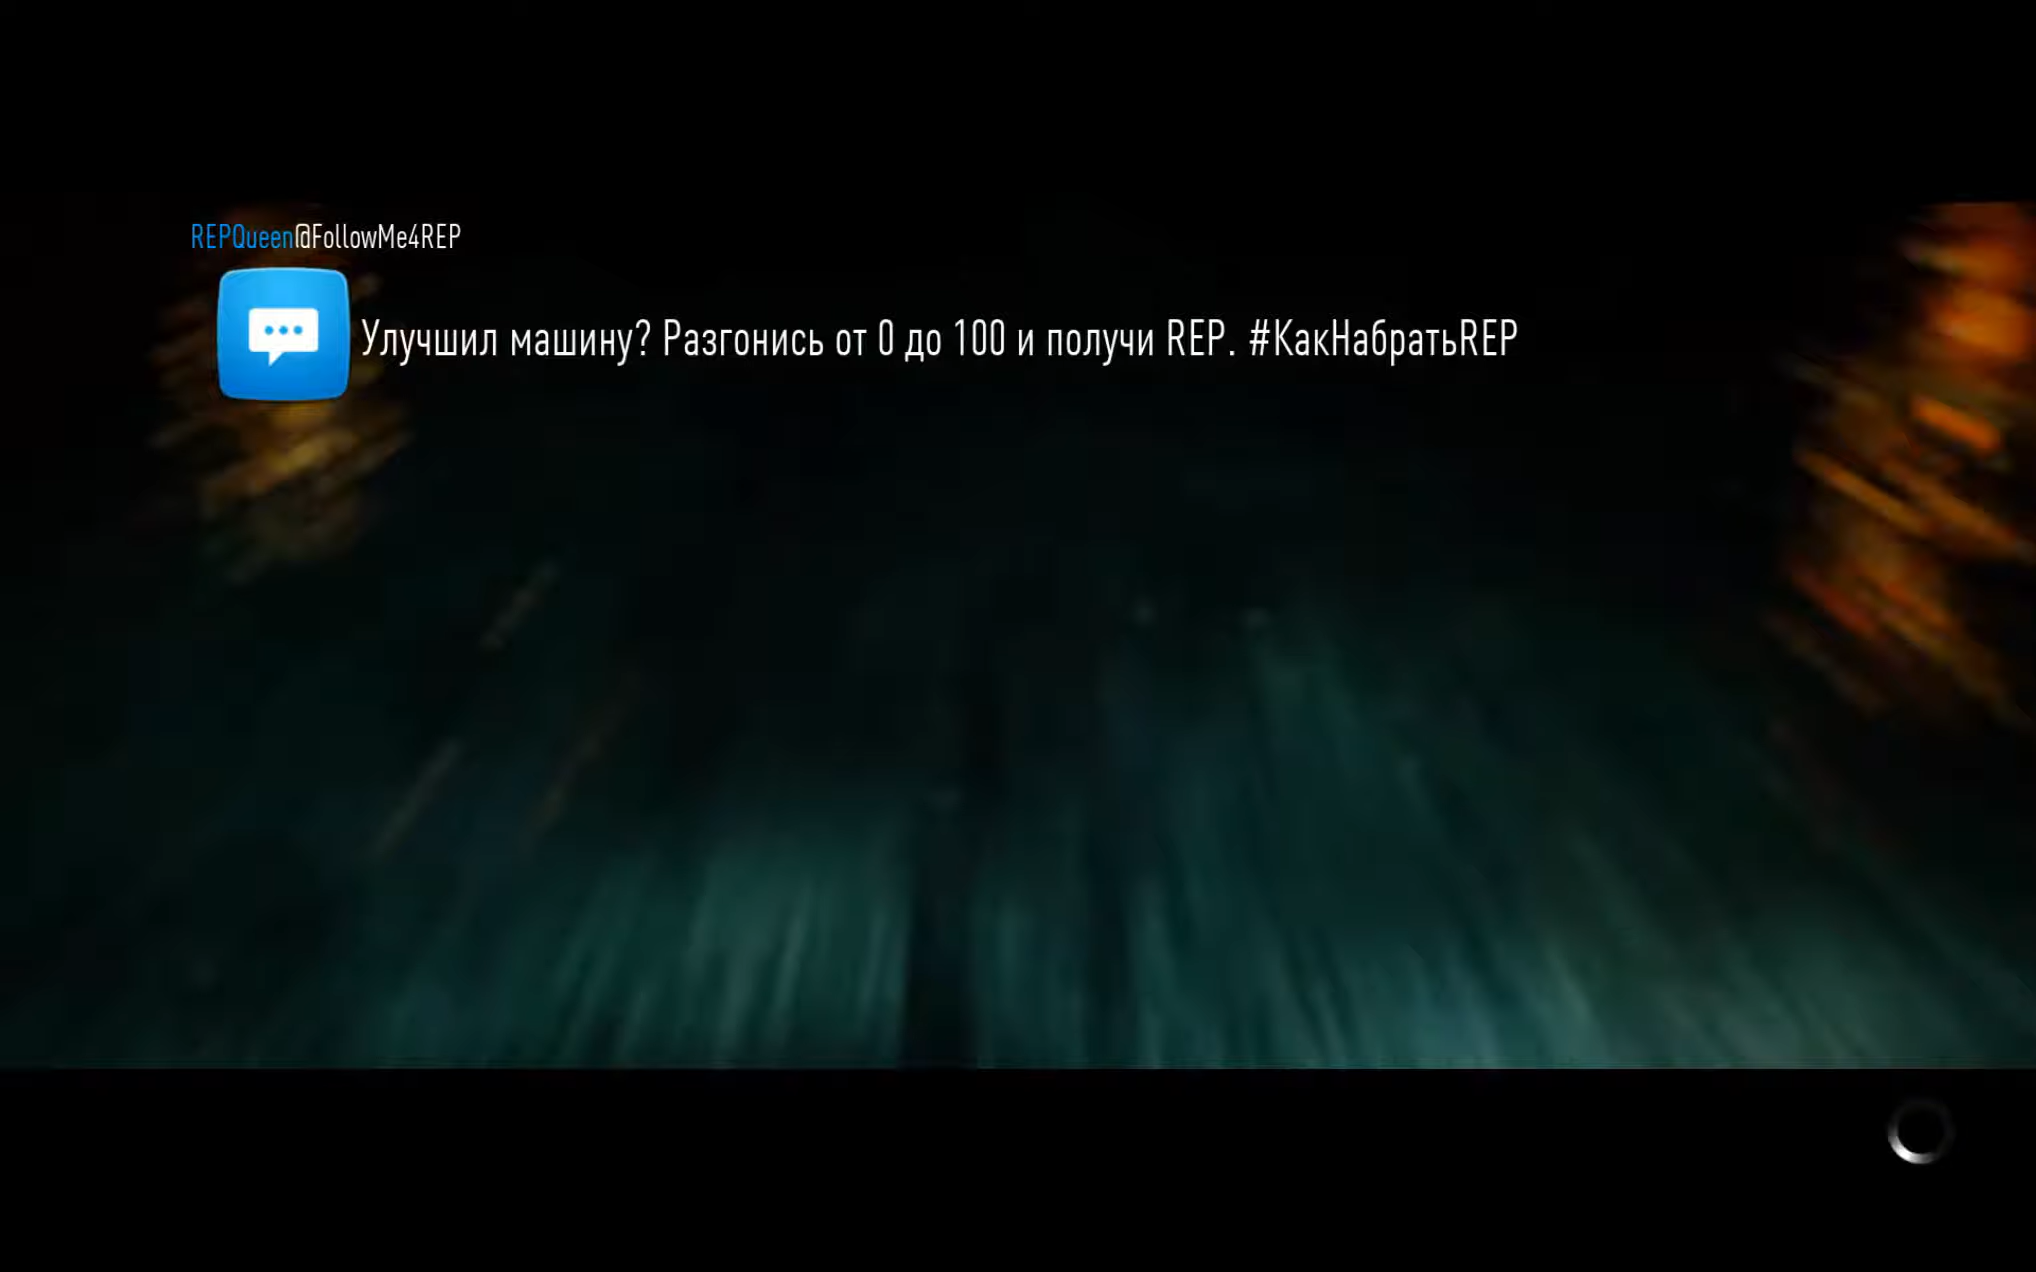 REPQueen@FollowMe4REP
Улучшил машину? Разгонись от 0 до 100 и получи REP. #КакНабратьREP